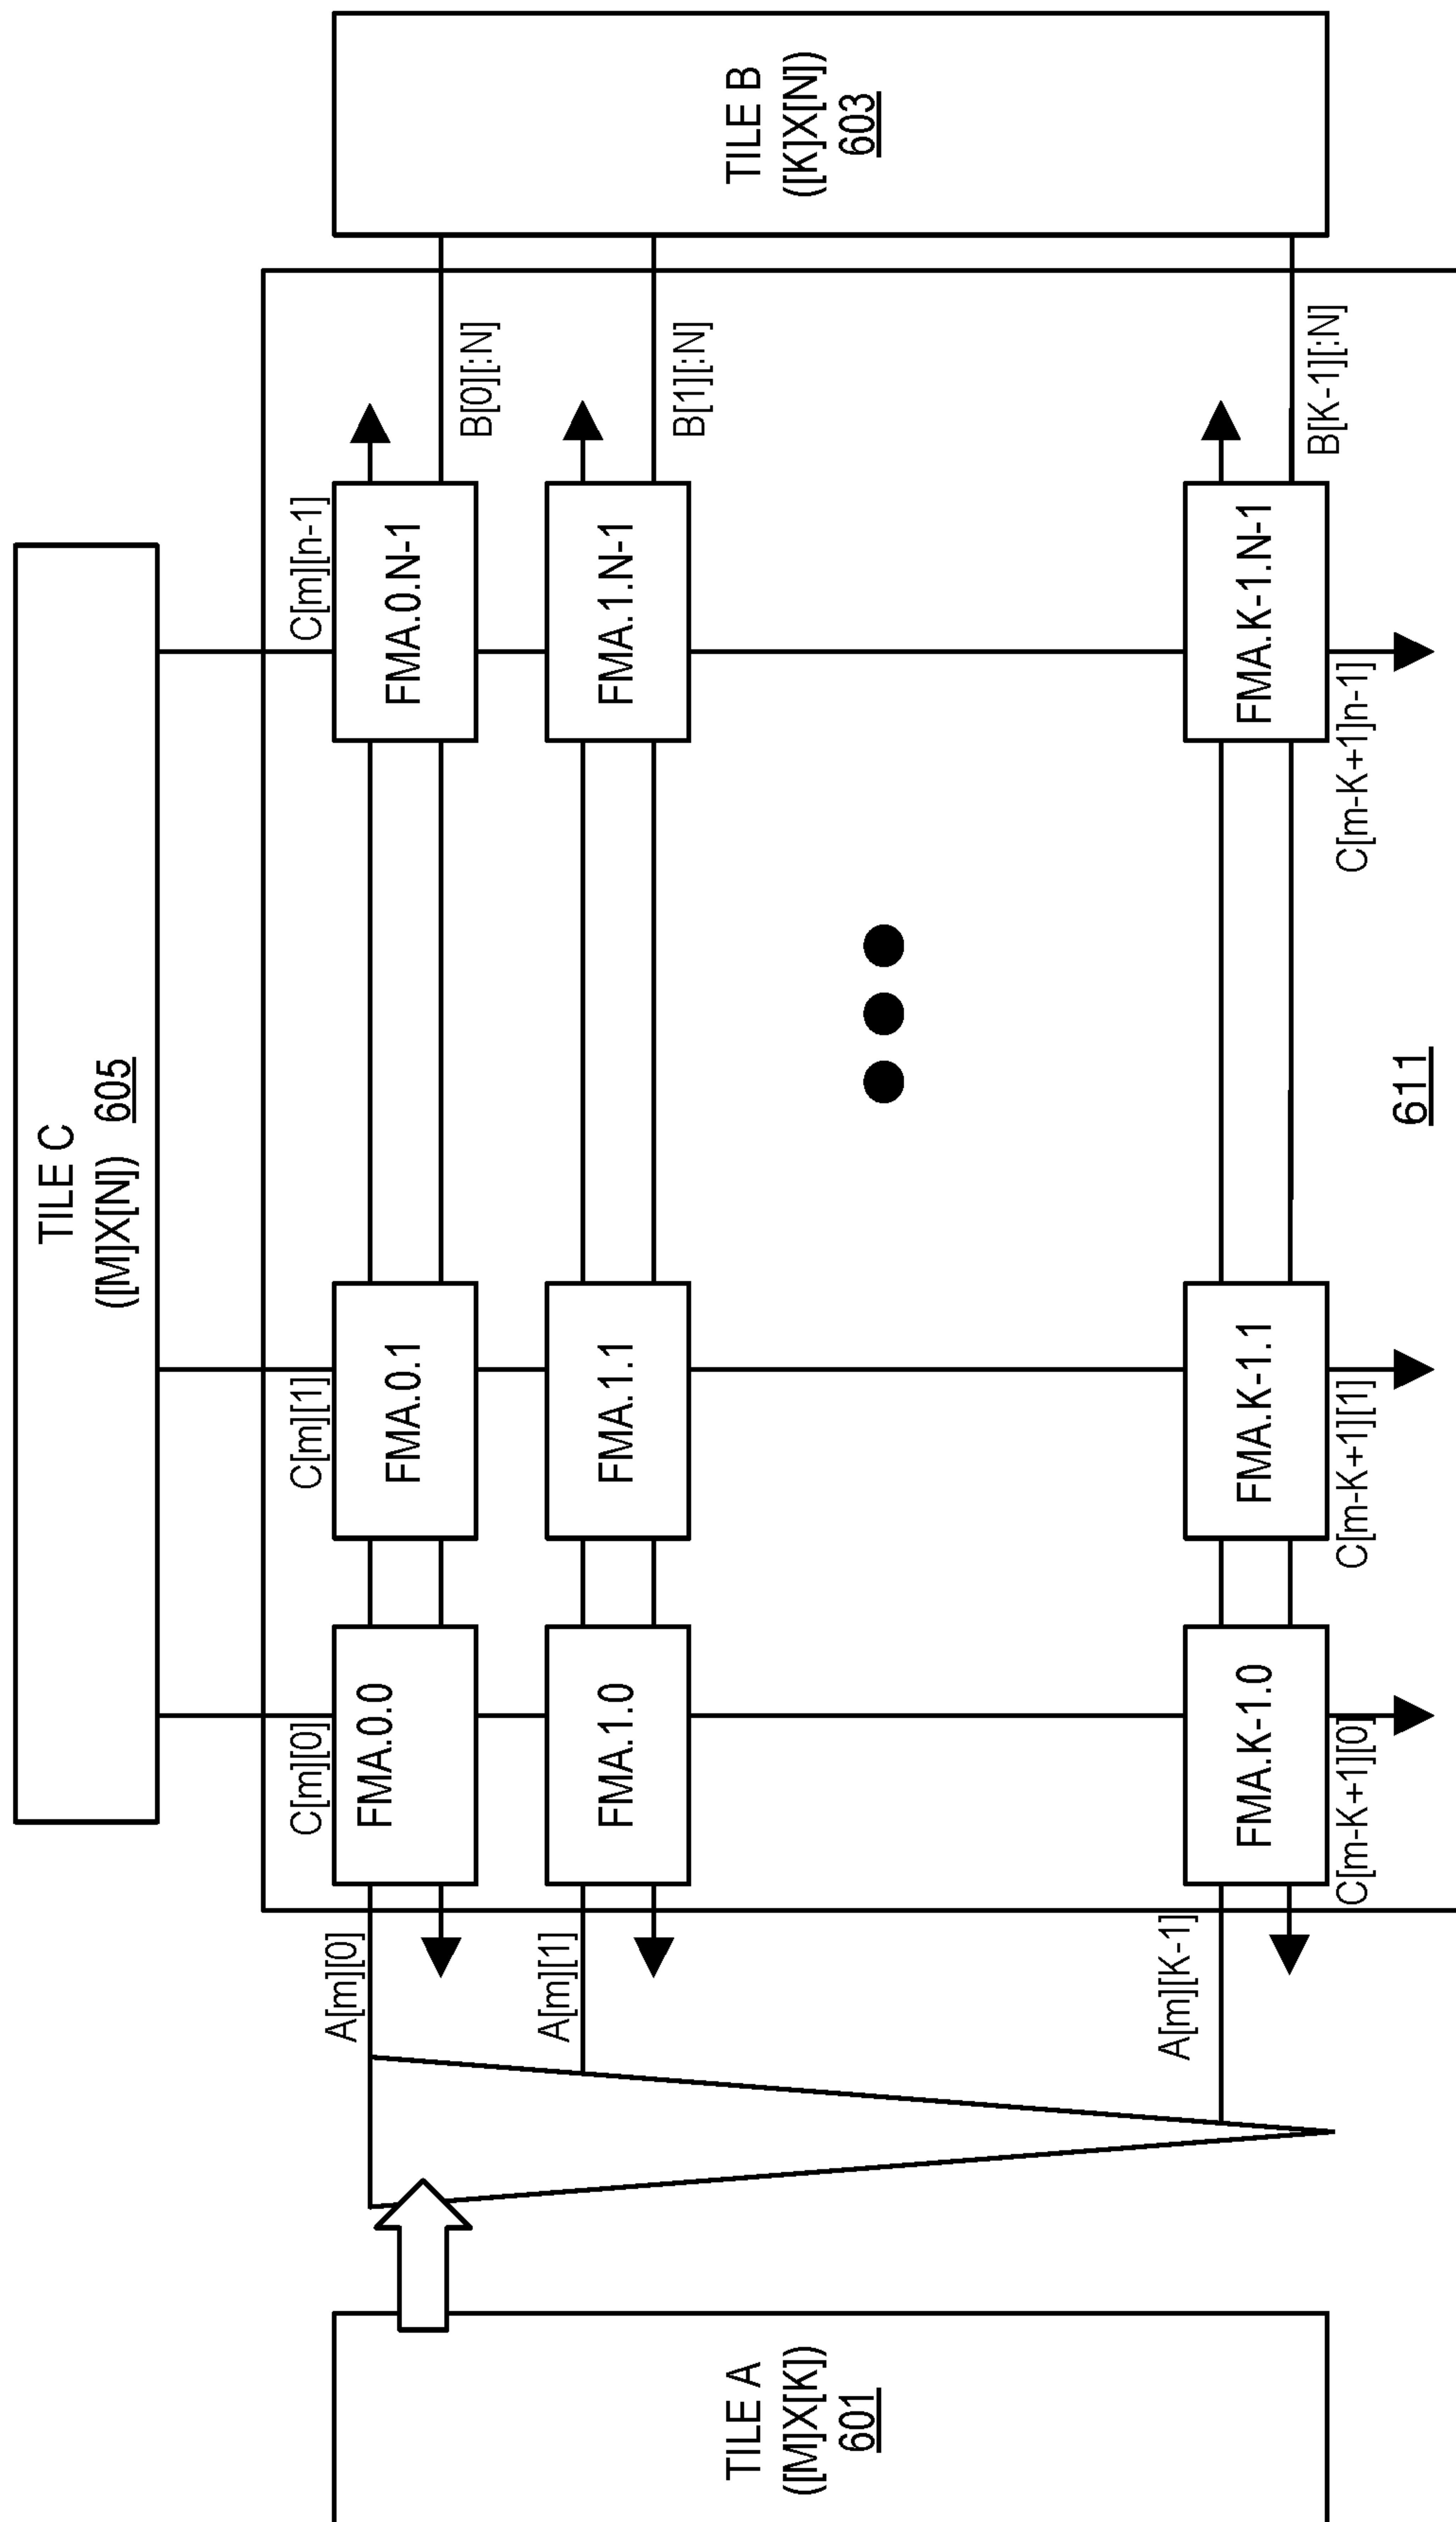 TILE C
([M]X[N]) 605
TILE A
([M]X[K])
601
TILE B
([K]X[N])
603
C[m][0]
C[m][1]
C[m][n-1]
A[m][0]
FMA.0.0
FMA.0.1
FMA.0.N-1
B[0][:N]
A[m][1]
FMA.1.0
FMA.1.1
FMA.1.N-1
B[1][:N]
A[m][K-1]
FMA.K-1.0
FMA.K-1.1
FMA.K-1.N-1
B[K-1][:N]
C[m-K+1][0]
C[m-K+1][1]
C[m-K+1]n-1]
611